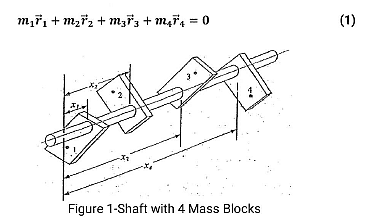 m₁r⃗₁ + m₂r⃗₂ + m₃r⃗₃ + m₄r⃗₄ = 0 (1)
x₃
2
3
4
1
x₂
x₄
Figure 1-Shaft with 4 Mass Blocks